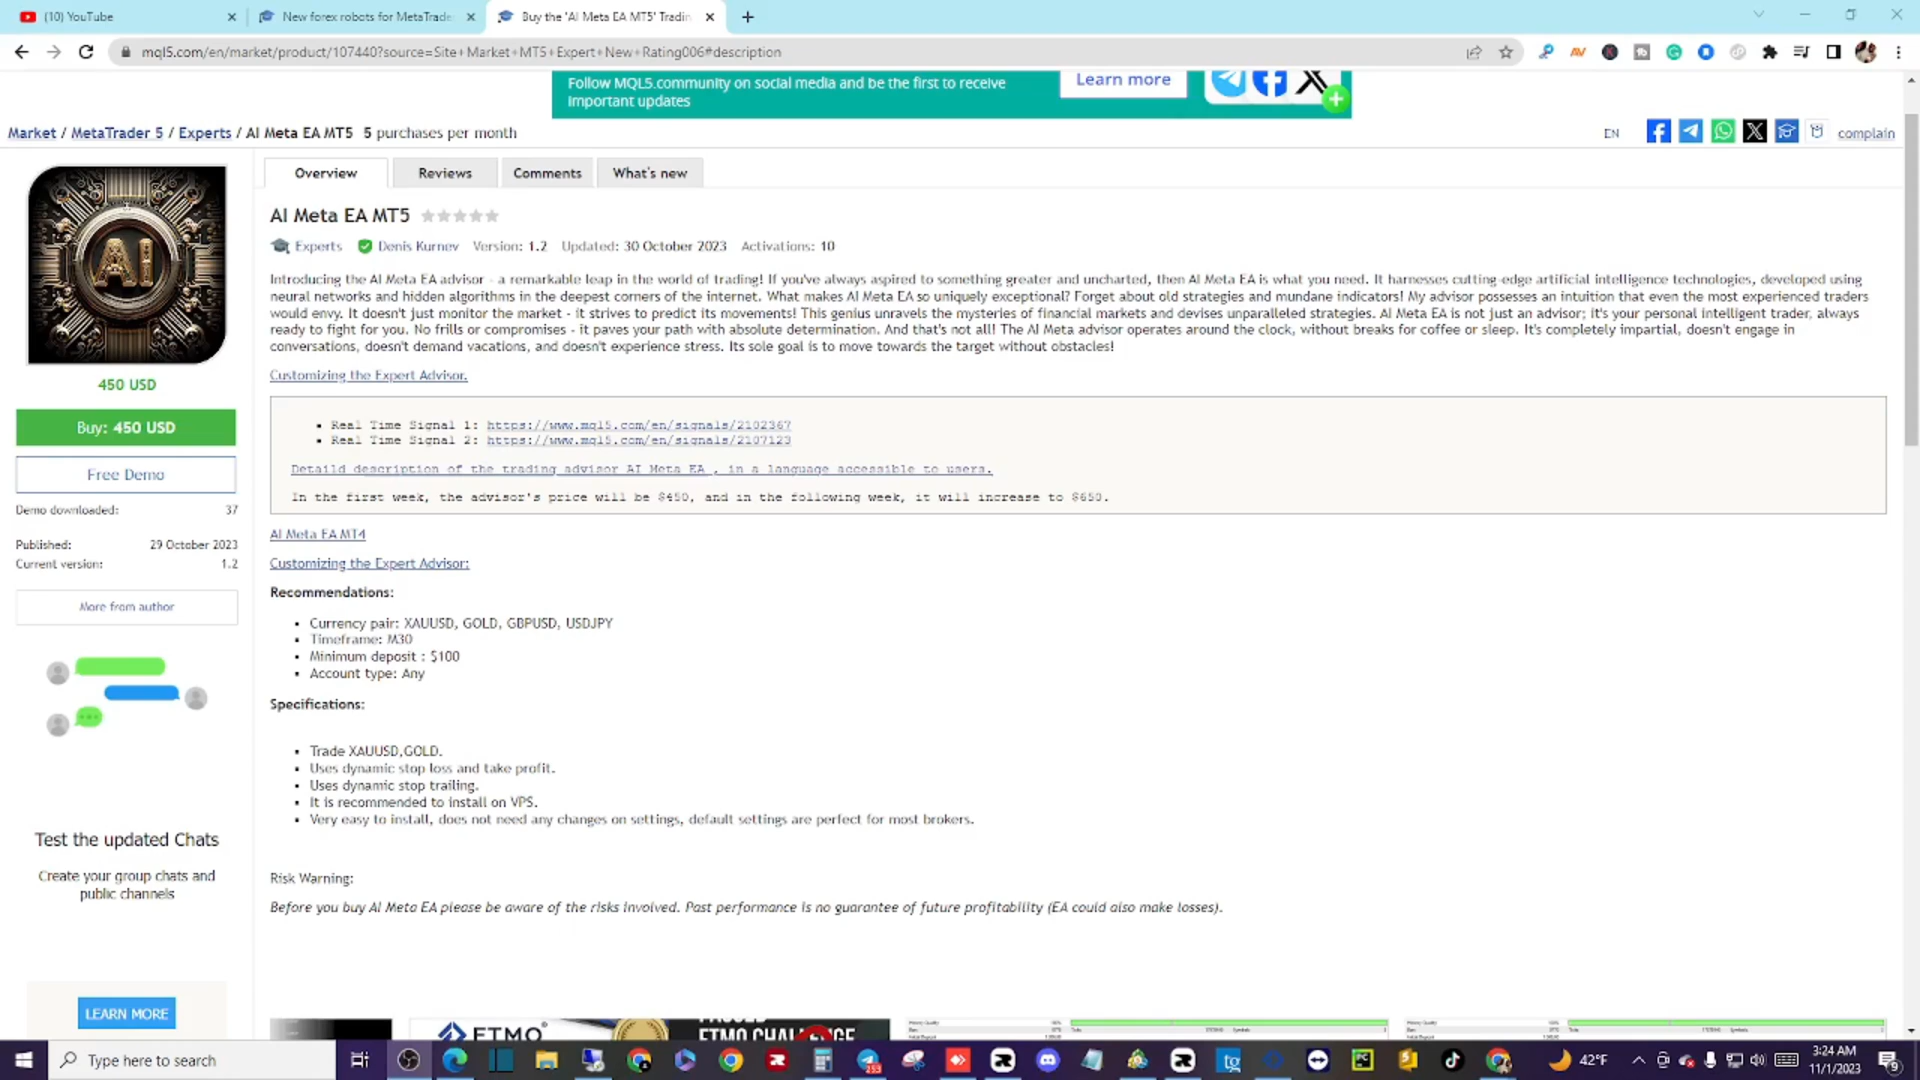 (10) YouTube
New forex robots for MetaTrade
Buy the 'AI Meta EA MT5' Tradin
mql5.com/en/market/product/107440?source=Site+Market+MT5+Expert+New+Rating006#description
Follow MQL5.community on social media and be the first to receive
important updates
Learn more
Market / MetaTrader 5 / Experts / AI Meta EA MT5 5 purchases per month
EN
complain
Overview
Reviews
Comments
What's new
AI Meta EA MT5
Experts Denis Kurnev Version: 1.2 Updated: 30 October 2023 Activations: 10
Introducing the AI Meta EA advisor - a remarkable leap in the world of trading! If you've always aspired to something greater and uncharted, then AI Meta EA is what you need. It harnesses cutting-edge artificial intelligence technologies, developed using
neural networks and hidden algorithms in the deepest corners of the internet. What makes AI Meta EA so uniquely exceptional? Forget about old strategies and mundane indicators! My advisor possesses an intuition that even the most experienced traders
would envy. It doesn't just monitor the market - it strives to predict its movements! This genius unravels the mysteries of financial markets and devises unparalleled strategies. AI Meta EA is not just an advisor; it's your personal intelligent trader, always
ready to fight for you. No frills or compromises - it paves your path with absolute determination. And that's not all! The AI Meta advisor operates around the clock, without breaks for coffee or sleep. It's completely impartial, doesn't engage in
conversations, doesn't demand vacations, and doesn't experience stress. Its sole goal is to move towards the target without obstacles!
Customizing the Expert Advisor.
Real Time Signal 1: https://www.mql5.com/en/signals/2102367
Real Time Signal 2: https://www.mql5.com/en/signals/2107123
Detaild description of the trading advisor AI Meta EA , in a language accessible to users.
In the first week, the advisor's price will be $450, and in the following week, it will increase to $650.
AI Meta EA MT4
Customizing the Expert Advisor:
Recommendations:
Currency pair: XAUUSD, GOLD, GBPUSD, USDJPY
Timeframe: M30
Minimum deposit : $100
Account type: Any
Specifications:
Trade XAUUSD,GOLD.
Uses dynamic stop loss and take profit.
Uses dynamic stop trailing.
It is recommended to install on VPS.
Very easy to install, does not need any changes on settings, default settings are perfect for most brokers.
Risk Warning:
Before you buy AI Meta EA please be aware of the risks involved. Past performance is no guarantee of future profitability (EA could also make losses).
AI
450 USD
Buy: 450 USD
Free Demo
Demo downloaded: 37
Published: 29 October 2023
Current version: 1.2
More from author
Test the updated Chats
Create your group chats and
public channels
LEARN MORE
FTMO
FTMO CHALLENGE
Type here to search
253
42°F
3:24 AM
11/1/2023
9